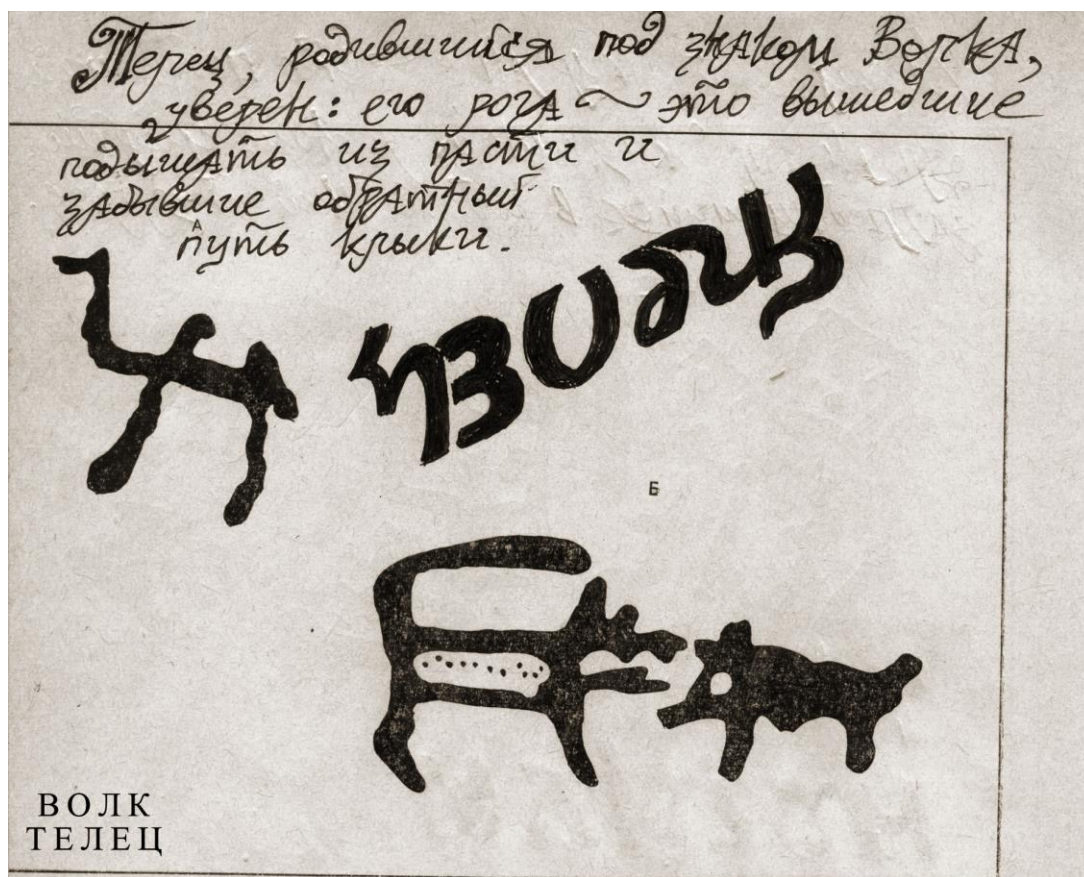 Телец, родившийся под знаком Волка,
уверен: его рога ~ это вышедшие
подышать из пасти и
забывшие обратный
путь клыки.
Б
ВОЛК
ТЕЛЕЦ